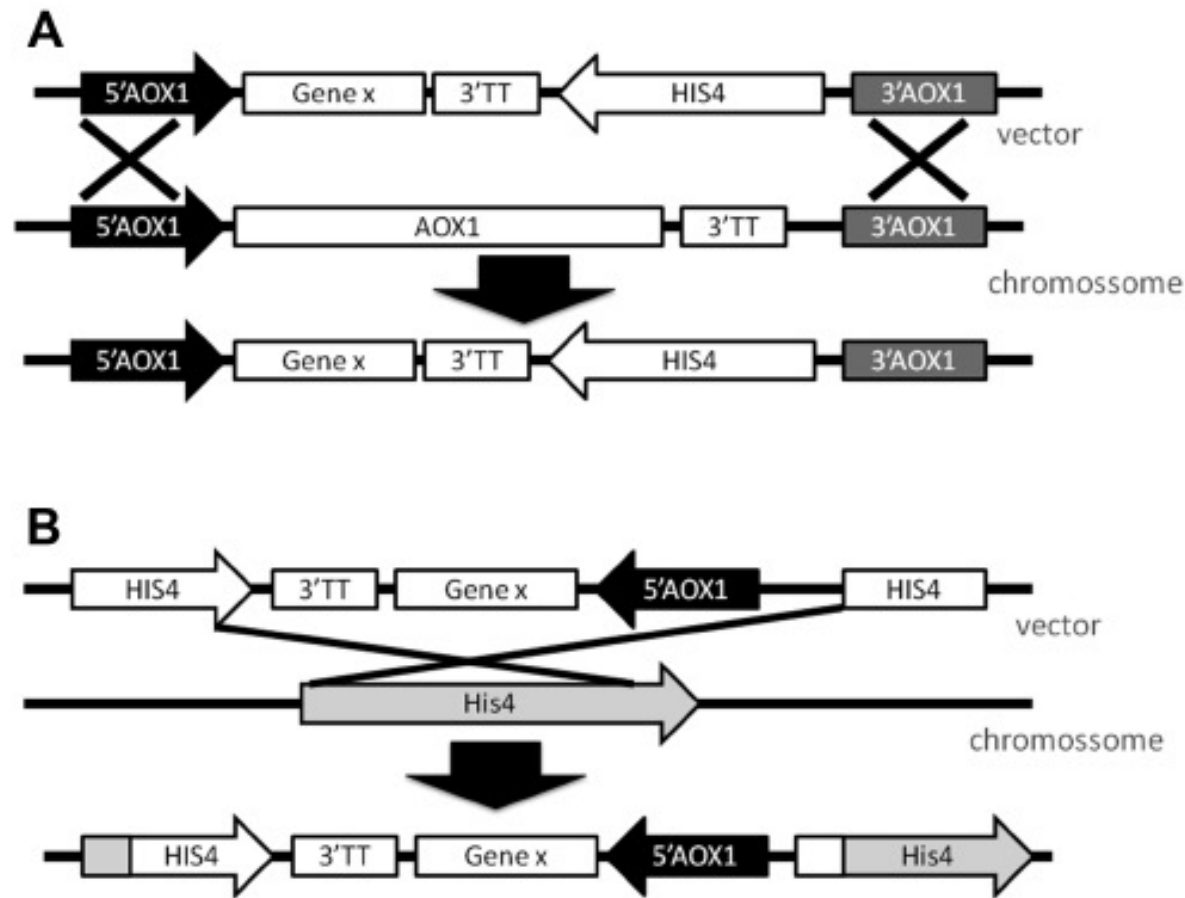 A
5'AOX1 Gene x 3'TT HIS4 3'AOX1
vector
5'AOX1 AOX1 3'TT 3'AOX1
chromossome
5'AOX1 Gene x 3'TT HIS4 3'AOX1
B
HIS4 3'TT Gene x 5'AOX1 HIS4
vector
His4
chromossome
HIS4 3'TT Gene x 5'AOX1 His4